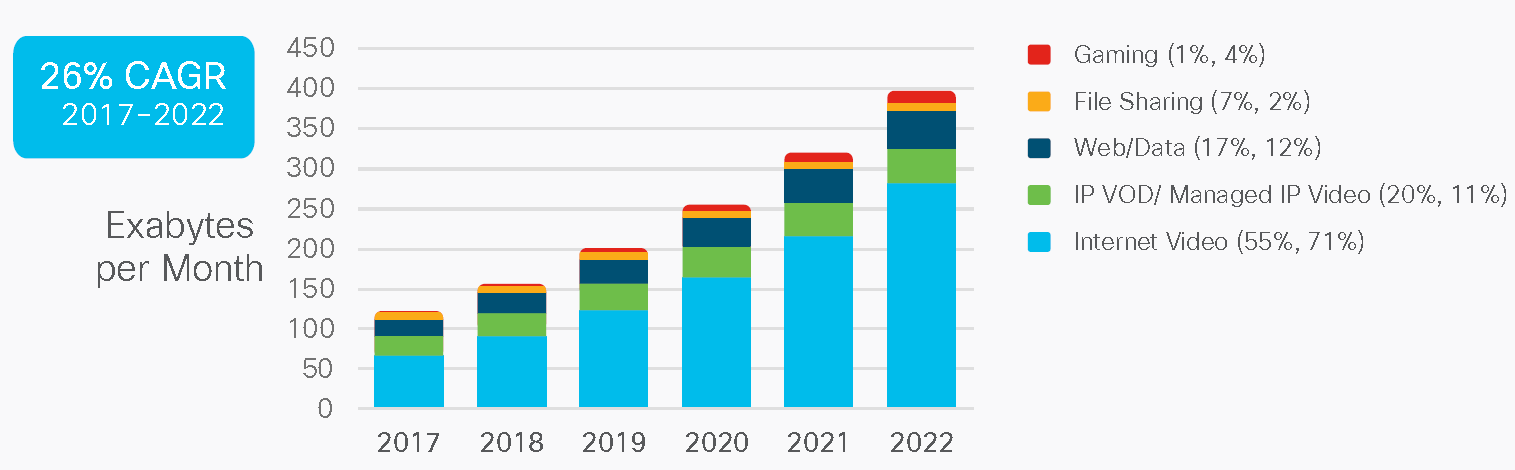 26% CAGR
2017–2022
Exabytes
per Month
450
400
350
300
250
200
150
100
50
0
2017 2018 2019 2020 2021 2022
Gaming (1%, 4%)
File Sharing (7%, 2%)
Web/Data (17%, 12%)
IP VOD/ Managed IP Video (20%, 11%)
Internet Video (55%, 71%)